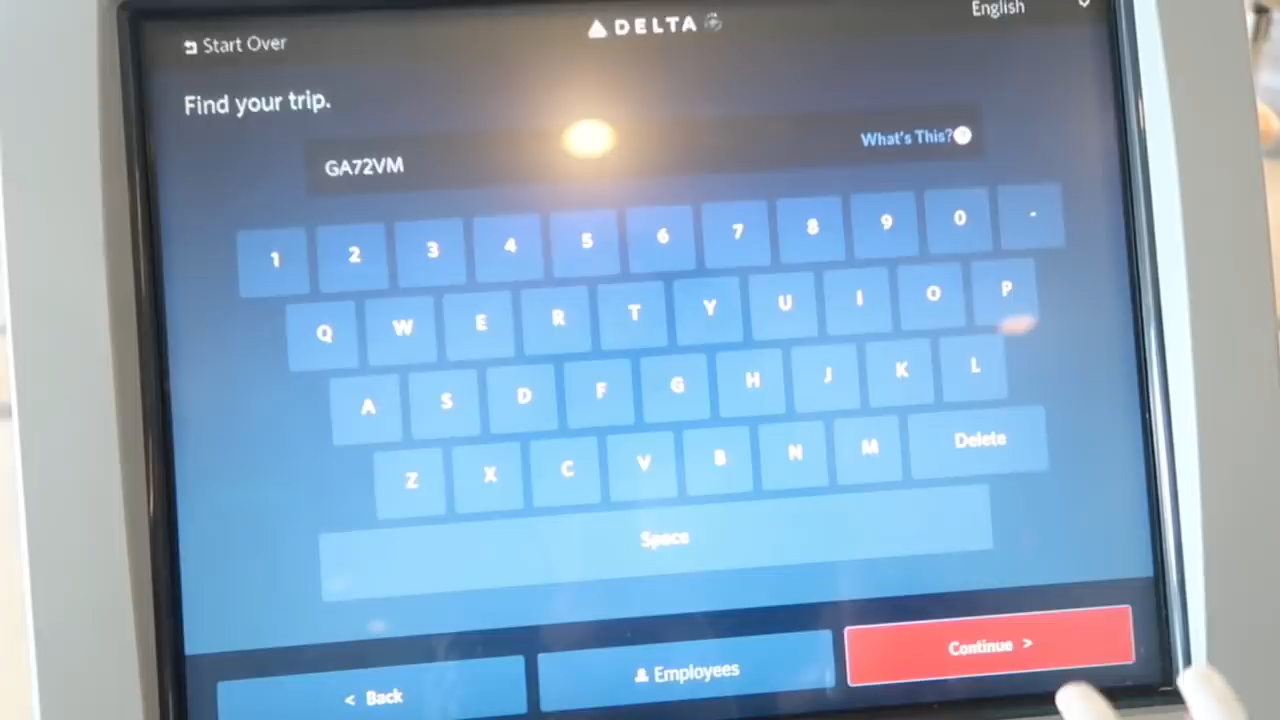 Start Over
DELTA
English
Find your trip.
GA72VM
What's This?
1 2 3 4 5 6 7 8 9 0 -
Q W E R T Y U I O P
A S D F G H J K L
Z X C V B N M Delete
Space
< Back
Employees
Continue >